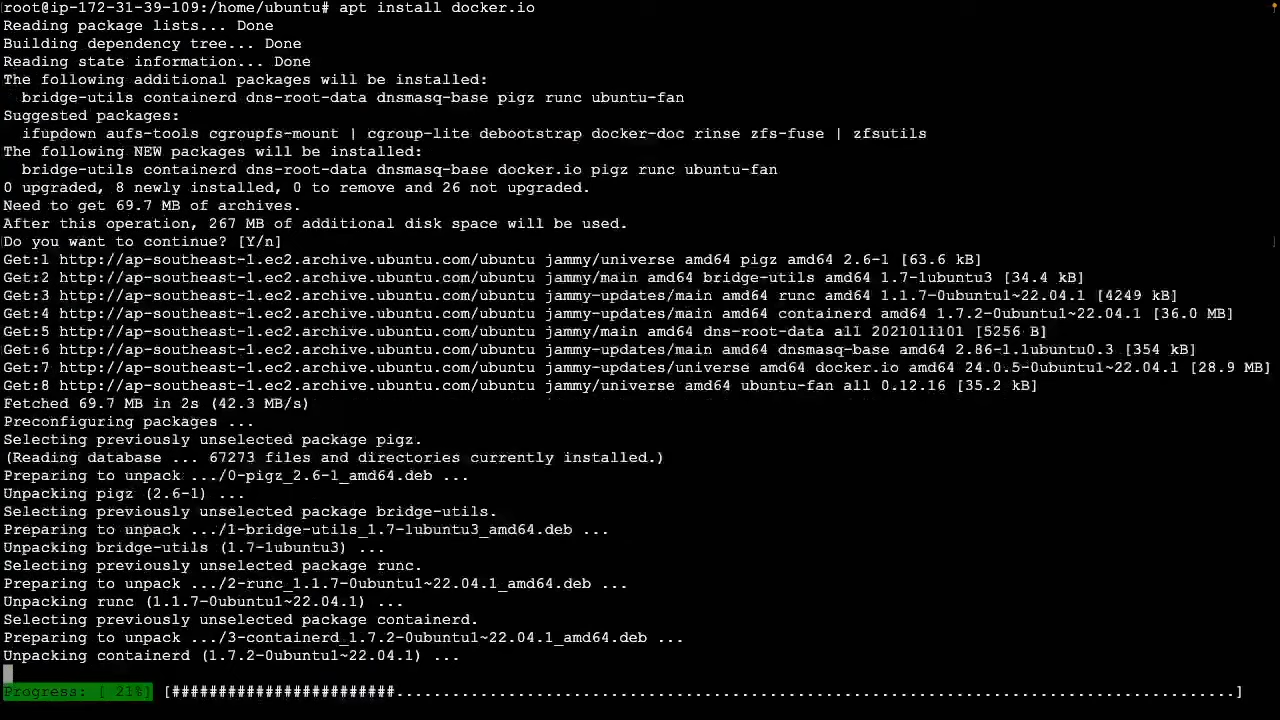 root@ip-172-31-39-109:/home/ubuntu# apt install docker.io
Reading package lists... Done
Building dependency tree... Done
Reading state information... Done
The following additional packages will be installed:
  bridge-utils containerd dns-root-data dnsmasq-base pigz runc ubuntu-fan
Suggested packages:
  ifupdown aufs-tools cgroupfs-mount | cgroup-lite debootstrap docker-doc rinse zfs-fuse | zfsutils
The following NEW packages will be installed:
  bridge-utils containerd dns-root-data dnsmasq-base docker.io pigz runc ubuntu-fan
0 upgraded, 8 newly installed, 0 to remove and 26 not upgraded.
Need to get 69.7 MB of archives.
After this operation, 267 MB of additional disk space will be used.
Do you want to continue? [Y/n]
Get:1 http://ap-southeast-1.ec2.archive.ubuntu.com/ubuntu jammy/universe amd64 pigz amd64 2.6-1 [63.6 kB]
Get:2 http://ap-southeast-1.ec2.archive.ubuntu.com/ubuntu jammy/main amd64 bridge-utils amd64 1.7-1ubuntu3 [34.4 kB]
Get:3 http://ap-southeast-1.ec2.archive.ubuntu.com/ubuntu jammy-updates/main amd64 runc amd64 1.1.7-0ubuntu1~22.04.1 [4249 kB]
Get:4 http://ap-southeast-1.ec2.archive.ubuntu.com/ubuntu jammy-updates/main amd64 containerd amd64 1.7.2-0ubuntu1~22.04.1 [36.0 MB]
Get:5 http://ap-southeast-1.ec2.archive.ubuntu.com/ubuntu jammy/main amd64 dns-root-data all 2021011101 [5256 B]
Get:6 http://ap-southeast-1.ec2.archive.ubuntu.com/ubuntu jammy-updates/main amd64 dnsmasq-base amd64 2.86-1.1ubuntu0.3 [354 kB]
Get:7 http://ap-southeast-1.ec2.archive.ubuntu.com/ubuntu jammy-updates/universe amd64 docker.io amd64 24.0.5-0ubuntu1~22.04.1 [28.9 MB]
Get:8 http://ap-southeast-1.ec2.archive.ubuntu.com/ubuntu jammy/universe amd64 ubuntu-fan all 0.12.16 [35.2 kB]
Fetched 69.7 MB in 2s (42.3 MB/s)
Preconfiguring packages ...
Selecting previously unselected package pigz.
(Reading database ... 67273 files and directories currently installed.)
Preparing to unpack .../0-pigz_2.6-1_amd64.deb ...
Unpacking pigz (2.6-1) ...
Selecting previously unselected package bridge-utils.
Preparing to unpack .../1-bridge-utils_1.7-1ubuntu3_amd64.deb ...
Unpacking bridge-utils (1.7-1ubuntu3) ...
Selecting previously unselected package runc.
Preparing to unpack .../2-runc_1.1.7-0ubuntu1~22.04.1_amd64.deb ...
Unpacking runc (1.1.7-0ubuntu1~22.04.1) ...
Selecting previously unselected package containerd.
Preparing to unpack .../3-containerd_1.7.2-0ubuntu1~22.04.1_amd64.deb ...
Unpacking containerd (1.7.2-0ubuntu1~22.04.1) ...
Progress: [ 21%] [########################..........................................................................................]